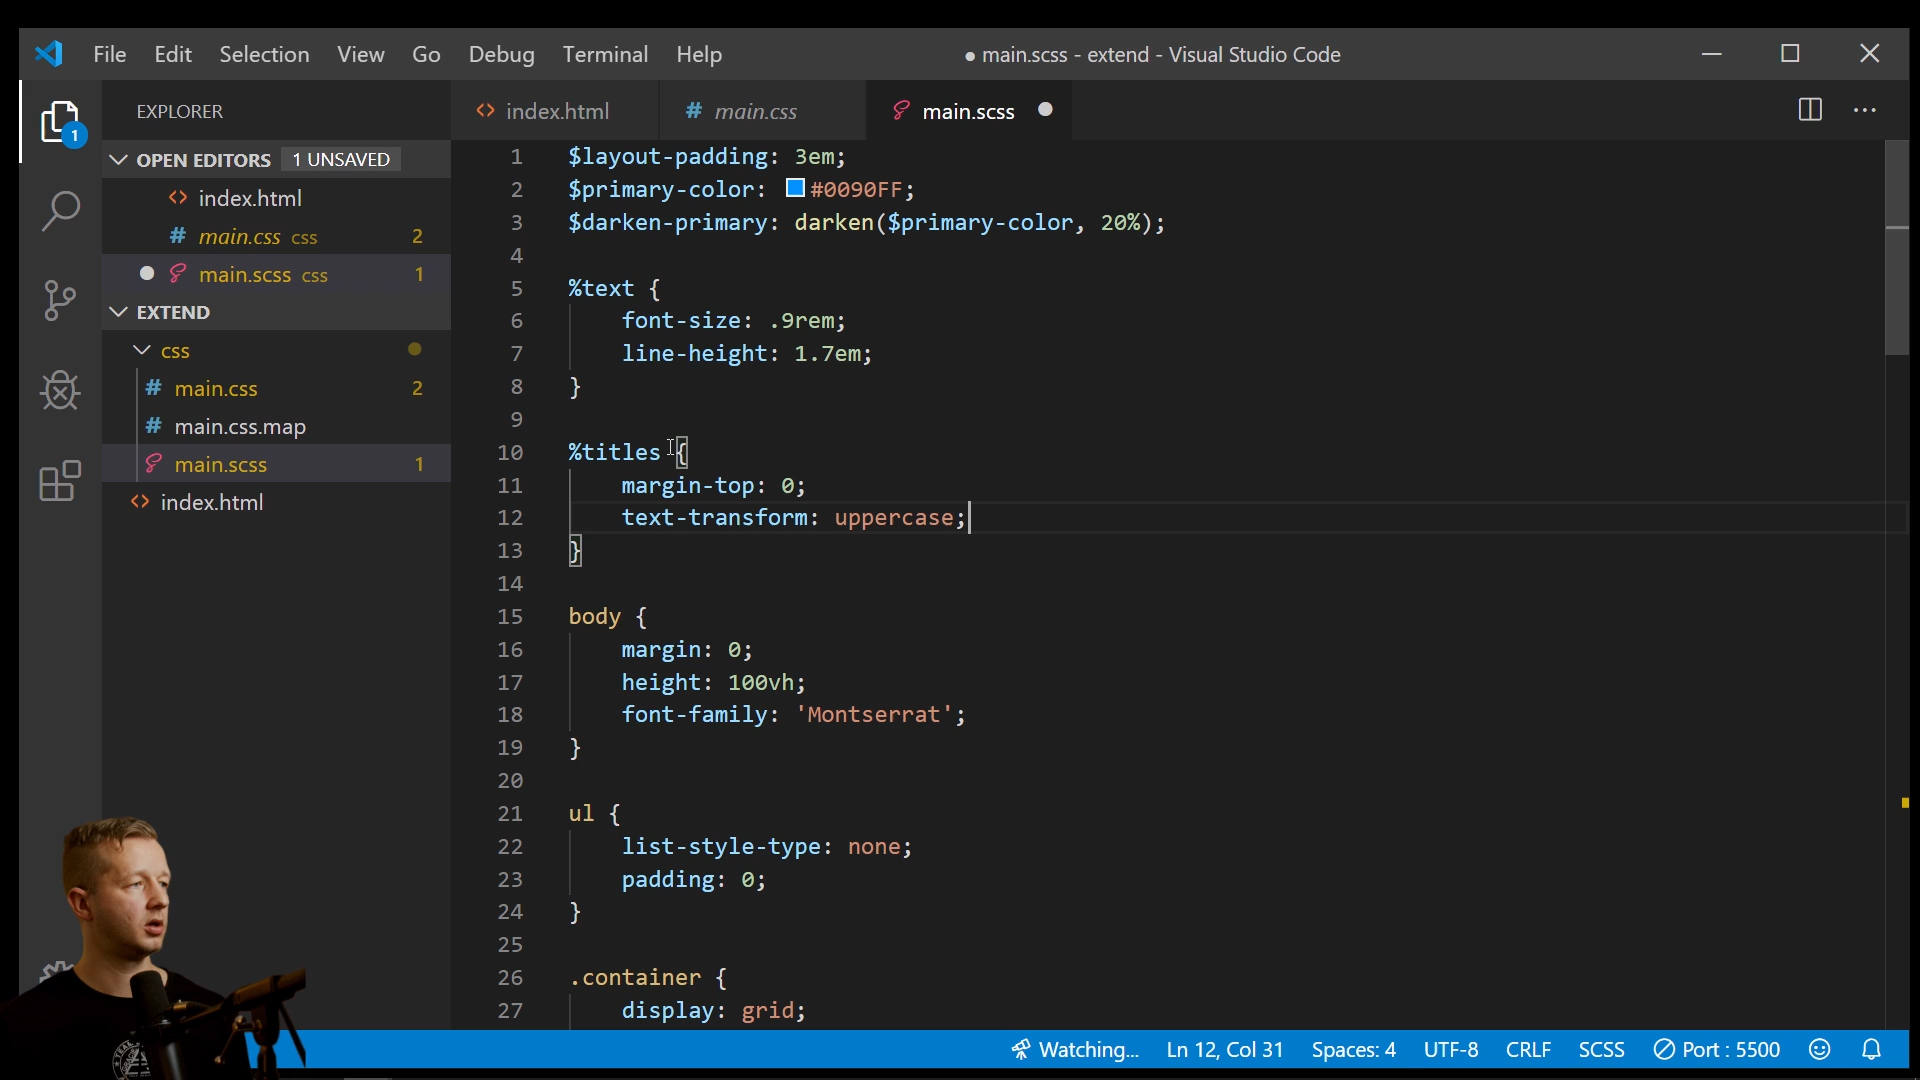 File Edit Selection View Go Debug Terminal Help
● main.scss - extend - Visual Studio Code
EXPLORER
OPEN EDITORS 1 UNSAVED
index.html
main.css css 2
main.scss css 1
EXTEND
css
main.css 2
main.css.map
main.scss 1
index.html
1
index.html
main.css
main.scss
1 $layout-padding: 3em;
2 $primary-color: #0090FF;
3 $darken-primary: darken($primary-color, 20%);
4
5 %text {
6 font-size: .9rem;
7 line-height: 1.7em;
8 }
9
10 %titles {
11 margin-top: 0;
12 text-transform: uppercase;
13 }
14
15 body {
16 margin: 0;
17 height: 100vh;
18 font-family: 'Montserrat';
19 }
20
21 ul {
22 list-style-type: none;
23 padding: 0;
24 }
25
26 .container {
27 display: grid;
Watching... Ln 12, Col 31 Spaces: 4 UTF-8 CRLF SCSS Port : 5500